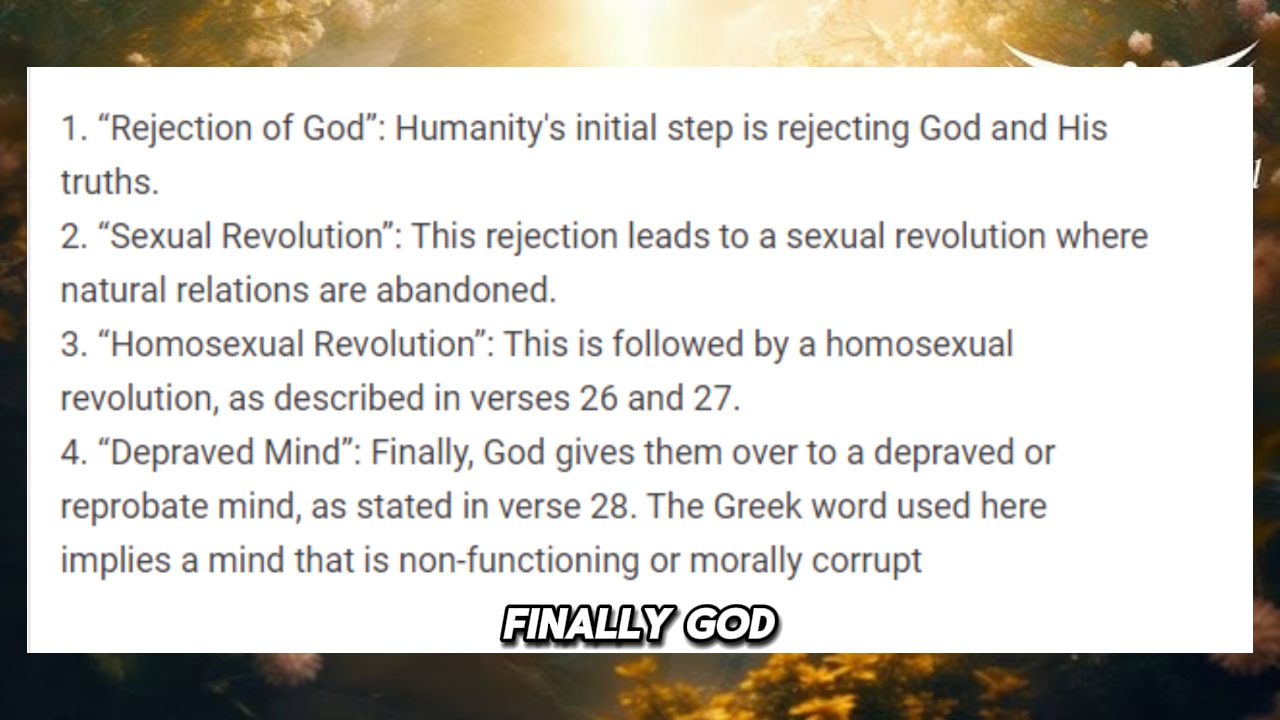 1. “Rejection of God”: Humanity's initial step is rejecting God and His
truths.
2. “Sexual Revolution”: This rejection leads to a sexual revolution where
natural relations are abandoned.
3. “Homosexual Revolution”: This is followed by a homosexual
revolution, as described in verses 26 and 27.
4. “Depraved Mind”: Finally, God gives them over to a depraved or
reprobate mind, as stated in verse 28. The Greek word used here
implies a mind that is non-functioning or morally corrupt
FINALLY GOD